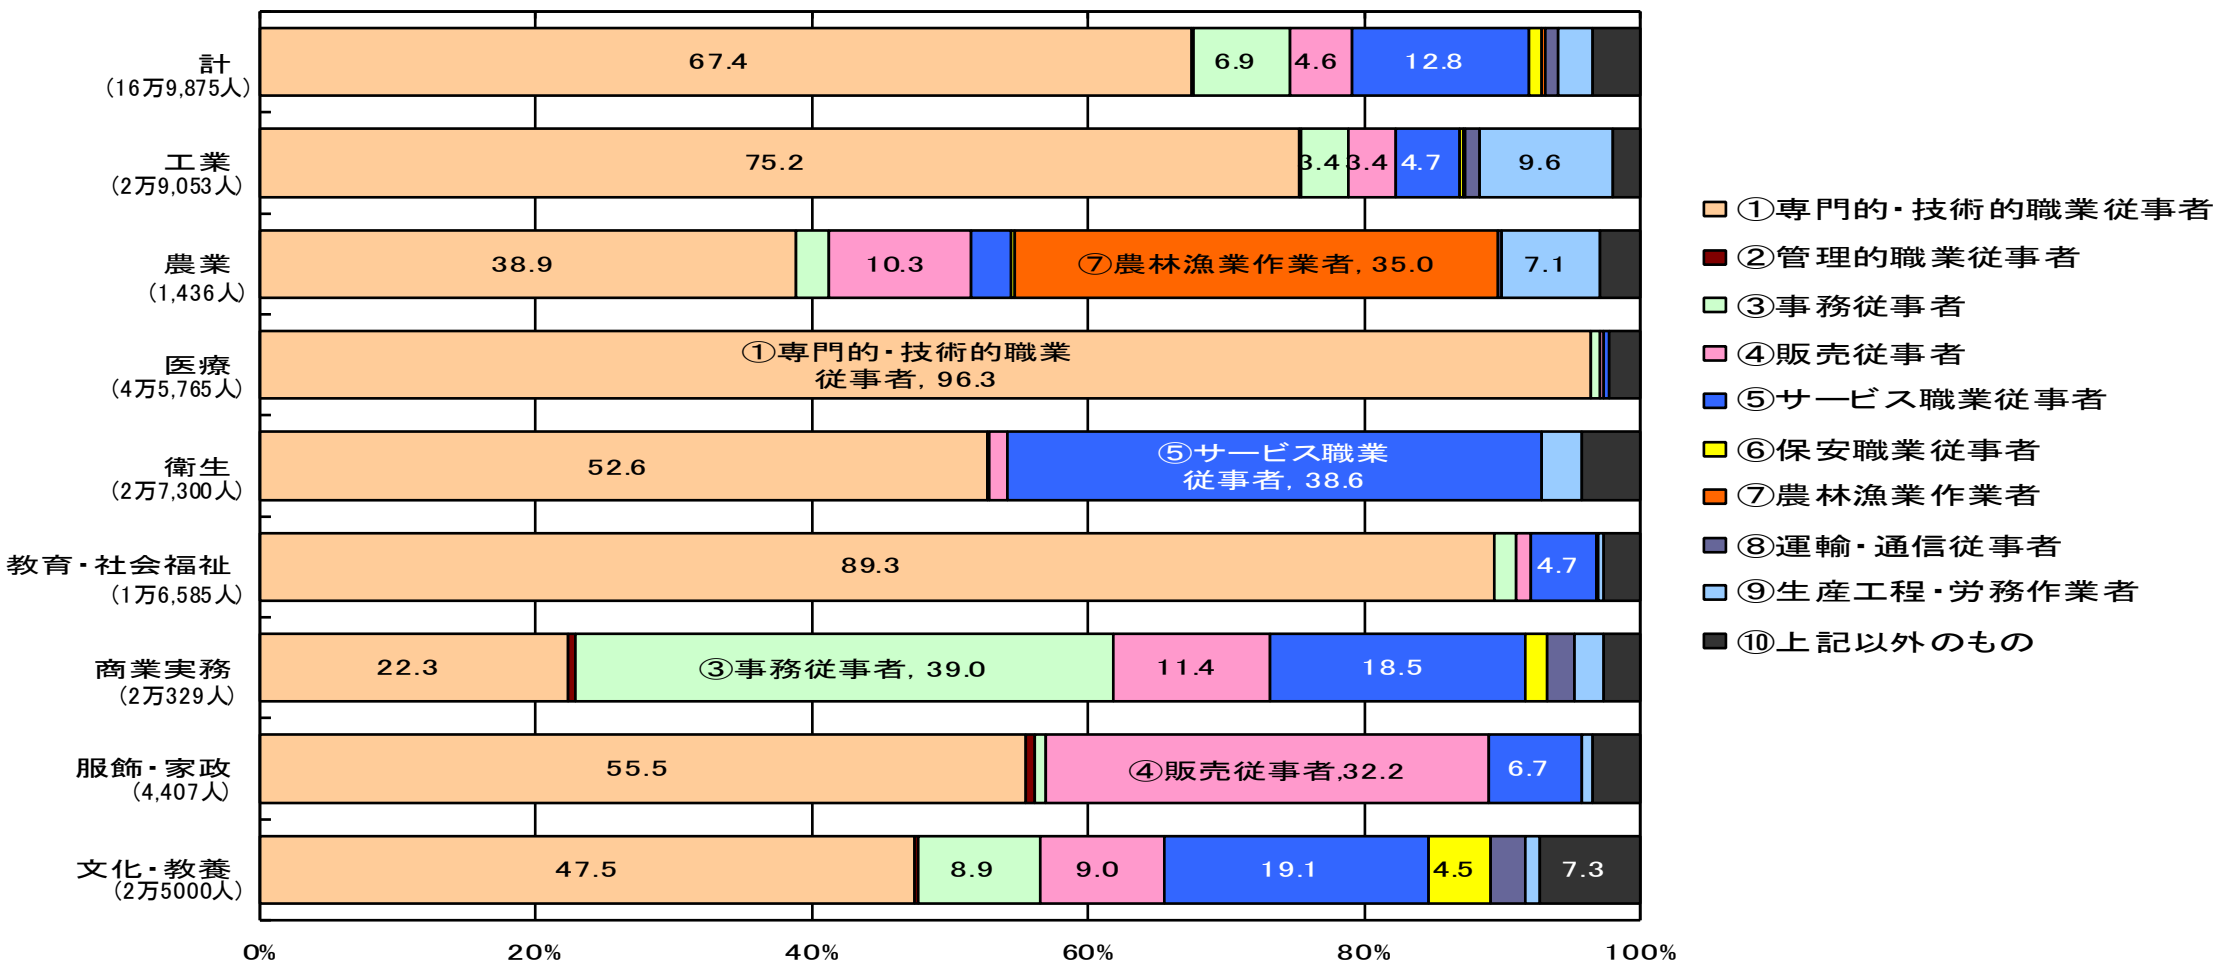 計
(16万9,875人)
67.4
6.9
4.6
12.8
工業
(2万9,053人)
75.2
3.4
3.4
4.7
9.6
農業
(1,436人)
38.9
10.3
⑦農林漁業作業者, 35.0
7.1
医療
(4万5,765人)
①専門的・技術的職業
従事者, 96.3
衛生
(2万7,300人)
52.6
⑤サービス職業
従事者, 38.6
教育・社会福祉
(1万6,585人)
89.3
4.7
商業実務
(2万329人)
22.3
③事務従事者, 39.0
11.4
18.5
服飾・家政
(4,407人)
55.5
④販売従事者,32.2
6.7
文化・教養
(2万5000人)
47.5
8.9
9.0
19.1
4.5
7.3
0%
20%
40%
60%
80%
100%
①専門的・技術的職業従事者
②管理的職業従事者
③事務従事者
④販売従事者
⑤サービス職業従事者
⑥保安職業従事者
⑦農林漁業作業者
⑧運輸・通信従事者
⑨生産工程・労務作業者
⑩上記以外のもの